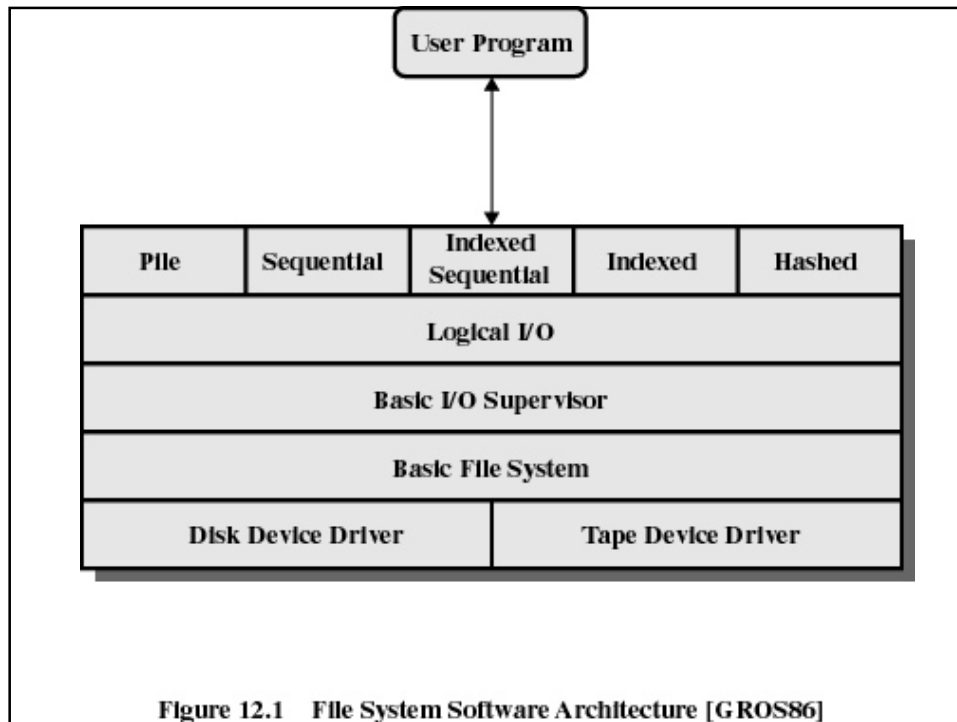 User Program
Pile
Sequential
Indexed
Sequential
Indexed
Hashed
Logical I/O
Basic I/O Supervisor
Basic File System
Disk Device Driver
Tape Device Driver
Figure 12.1 File System Software Architecture [GROS86]